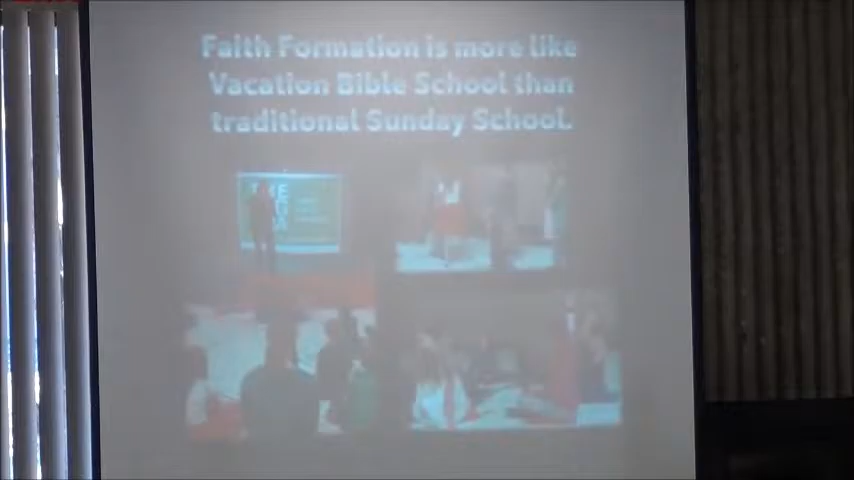 Faith Formation is more like
Vacation Bible School than
traditional Sunday School.